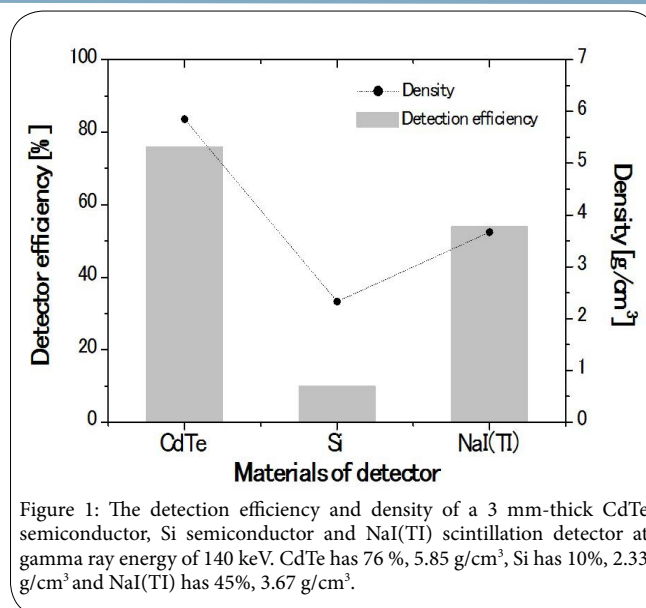 100
80
60
40
20
0
Detector efficiency [%]
Density
Detection efficiency
7
6
5
4
3
2
1
0
Density [g/cm³]
CdTe Si NaI(TI)
Materials of detector
Figure 1: The detection efficiency and density of a 3 mm-thick CdTe
semiconductor, Si semiconductor and NaI(TI) scintillation detector at
gamma ray energy of 140 keV. CdTe has 76 %, 5.85 g/cm³, Si has 10%, 2.33
g/cm³ and NaI(TI) has 45%, 3.67 g/cm³.